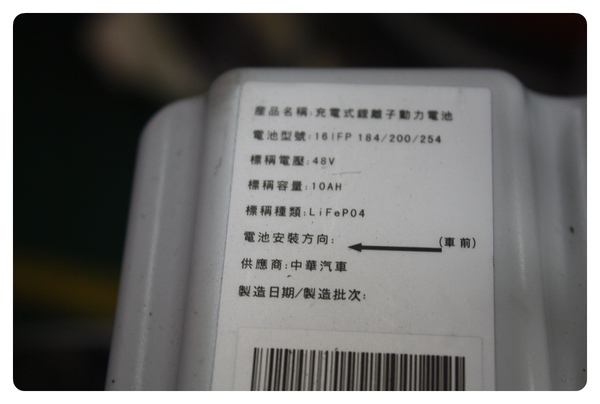 產品名稱:充電式鋰離子動力電池
電池型號:16IFP 184/200/254
標稱電壓:48V
標稱容量:10AH
標稱種類:LiFePO4
電池安裝方向: (車前)
供應商:中華汽車
製造日期/製造批次: